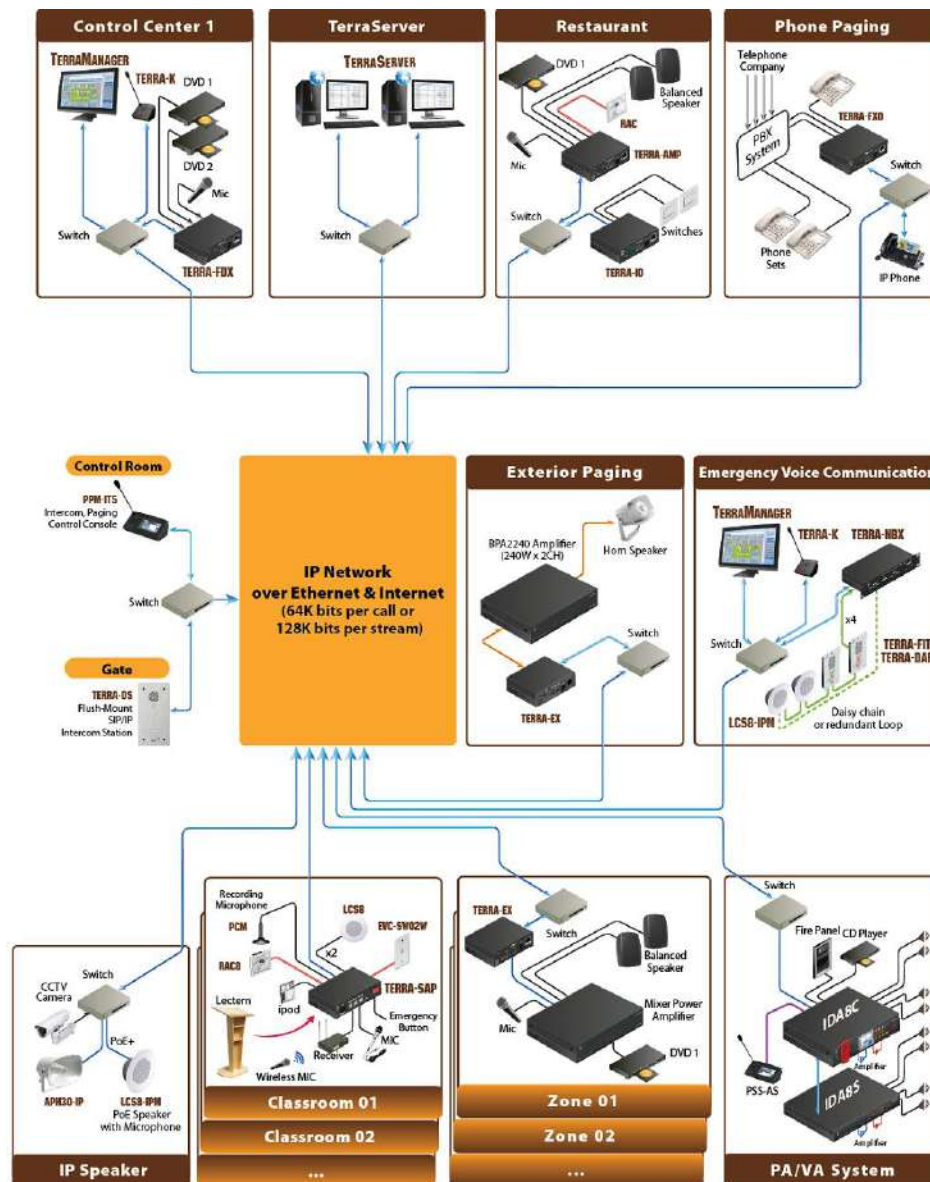 Control Center 1
TERRAMANAGER
TERRA-K
DVD 1
DVD 2
Mic
Switch
TERRA-FDX
TerraServer
TERRASERVER
Switch
Restaurant
DVD 1
Balanced
Speaker
RAC
TERRA-AMP
Mic
Switch
Switches
TERRA-IO
Phone Paging
Telephone
Company
PBX
System
TERRA-FXO
Switch
Phone
Sets
IP Phone
Control Room
PPM-ITS
Intercom, Paging
Control Console
Switch
Gate
TERRA-DS
Flush-Mount
SIP/IP
Intercom Station
IP Network
over Ethernet & Internet
(64K bits per call or
128K bits per stream)
Exterior Paging
BPA2240 Amplifier
(240W x 2CH)
Horn Speaker
Switch
TERRA-EX
Emergency Voice Communication
TERRAMANAGER
TERRA-K
TERRA-NBX
x4
Switch
LCS8-IPM
Daisy chain
or redundant Loop
CCTV
Camera
Switch
PoE+
APH30-IP
LCS8-IPM
PoE Speaker
with Microphone
IP Speaker
Recording
Microphone
PCM
LCS8
EVC-SW02W
x2
RAC8
ipod
TERRA-SAP
Lectern
Emergency
Button
MIC
Receiver
Wireless MIC
Classroom 01
Classroom 02
...
TERRA-EX
Switch
Balanced
Speaker
Mic
Mixer Power
Amplifier
DVD 1
Zone 01
Zone 02
...
Switch
Fire Panel
CD Player
IDA8C
Amplifier
PSS-AS
IDA8S
Amplifier
PA/VA System